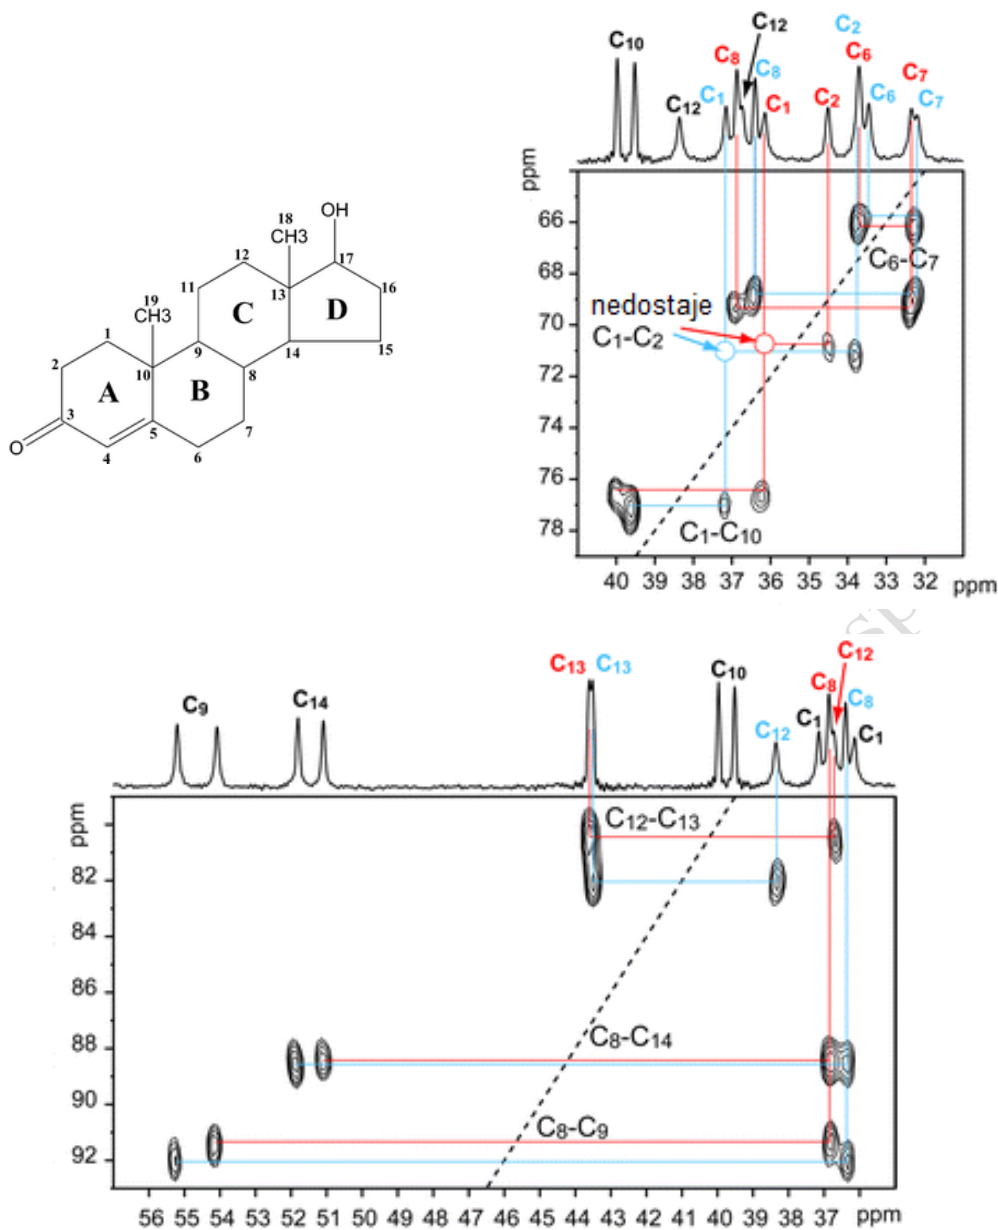 C10
C8
C12
C2
C6
C8
C7
C1
C12
C1
C2
C6
C7
ppm
66
68
70
72
74
76
78
C6-C7
nedostaje
C1-C2
C1-C10
40 39 38 37 36 35 34 33 32 ppm
OH
18
CH3
17
12
11
13
16
19
CH3
C
D
1
9
14
15
2
10
8
A
B
3
5
7
O
4
6
C13
C13
C10
C12
C9
C14
C8
C8
C12
C1
C1
ppm
82
84
86
88
90
92
C12-C13
C8-C14
C8-C9
56 55 54 53 52 51 50 49 48 47 46 45 44 43 42 41 40 39 38 37 ppm